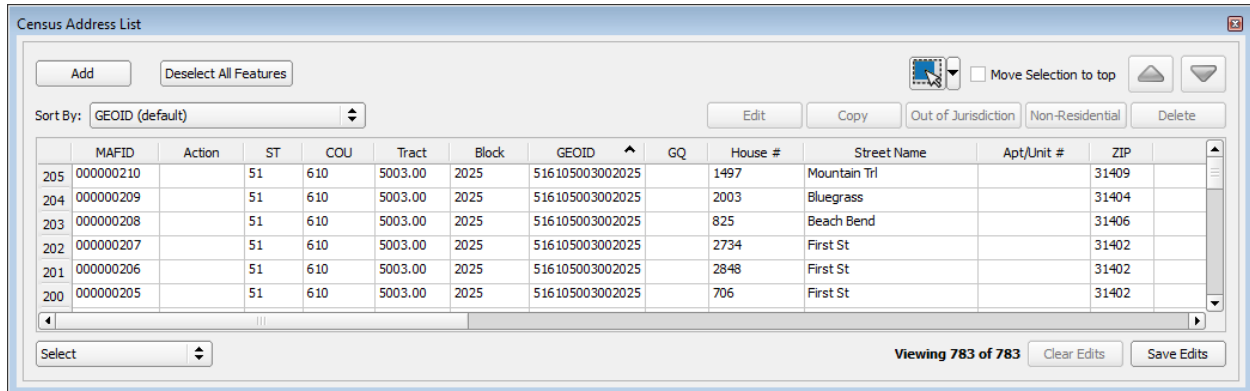 Census Address List
Add Deselect All Features Move Selection to top
Sort By: GEOID (default) Edit Copy Out of Jurisdiction Non-Residential Delete
MAFID Action ST COU Tract Block GEOID GQ House # Street Name Apt/Unit # ZIP
205 000000210 51 610 5003.00 2025 516105003002025 1497 Mountain Trl 31409
204 000000209 51 610 5003.00 2025 516105003002025 2003 Bluegrass 31404
203 000000208 51 610 5003.00 2025 516105003002025 825 Beach Bend 31406
202 000000207 51 610 5003.00 2025 516105003002025 2734 First St 31402
201 000000206 51 610 5003.00 2025 516105003002025 2848 First St 31402
200 000000205 51 610 5003.00 2025 516105003002025 706 First St 31402
Select Viewing 783 of 783 Clear Edits Save Edits